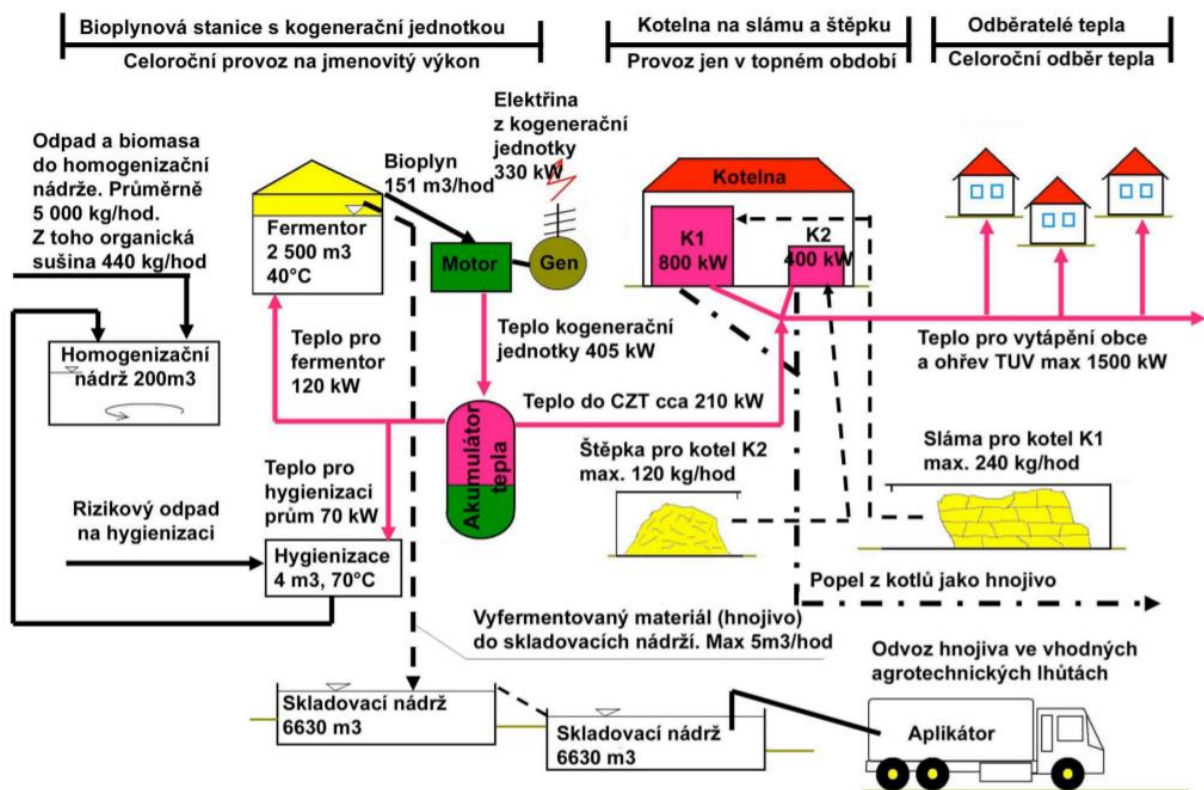 Bioplynová stanice s kogenerační jednotkou
Celoroční provoz na jmenovitý výkon
Kotelna na slámu a štěpku
Provoz jen v topném období
Odběratelé tepla
Celoroční odběr tepla
Odpad a biomasa
do homogenizační
nádrže. Průměrně
5 000 kg/hod.
Z toho organická
sušina 440 kg/hod
Bioplyn
151 m3/hod
Elektřina
z kogenerační
jednotky
330 kW
Fermentor
2 500 m3
40°C
Motor
Gen
Kotelna
K1
800 kW
K2
400 kW
Homogenizační
nádrž 200m3
Teplo pro
fermentor
120 kW
Teplo kogenerační
jednotky 405 kW
Teplo pro vytápění obce
a ohřev TUV max 1500 kW
Teplo do CZT cca 210 kW
Akumulátor
tepla
Štěpka pro kotel K2
max. 120 kg/hod
Sláma pro kotel K1
max. 240 kg/hod
Teplo pro
hygienizaci
prům 70 kW
Rizikový odpad
na hygienizaci
Hygienizace
4 m3, 70°C
Popel z kotlů jako hnojivo
Vyfermentovaný materiál (hnojivo)
do skladovacích nádrží. Max 5m3/hod
Odvoz hnojiva ve vhodných
agrotechnických lhůtách
Skladovací nádrž
6630 m3
Skladovací nádrž
6630 m3
Aplikátor